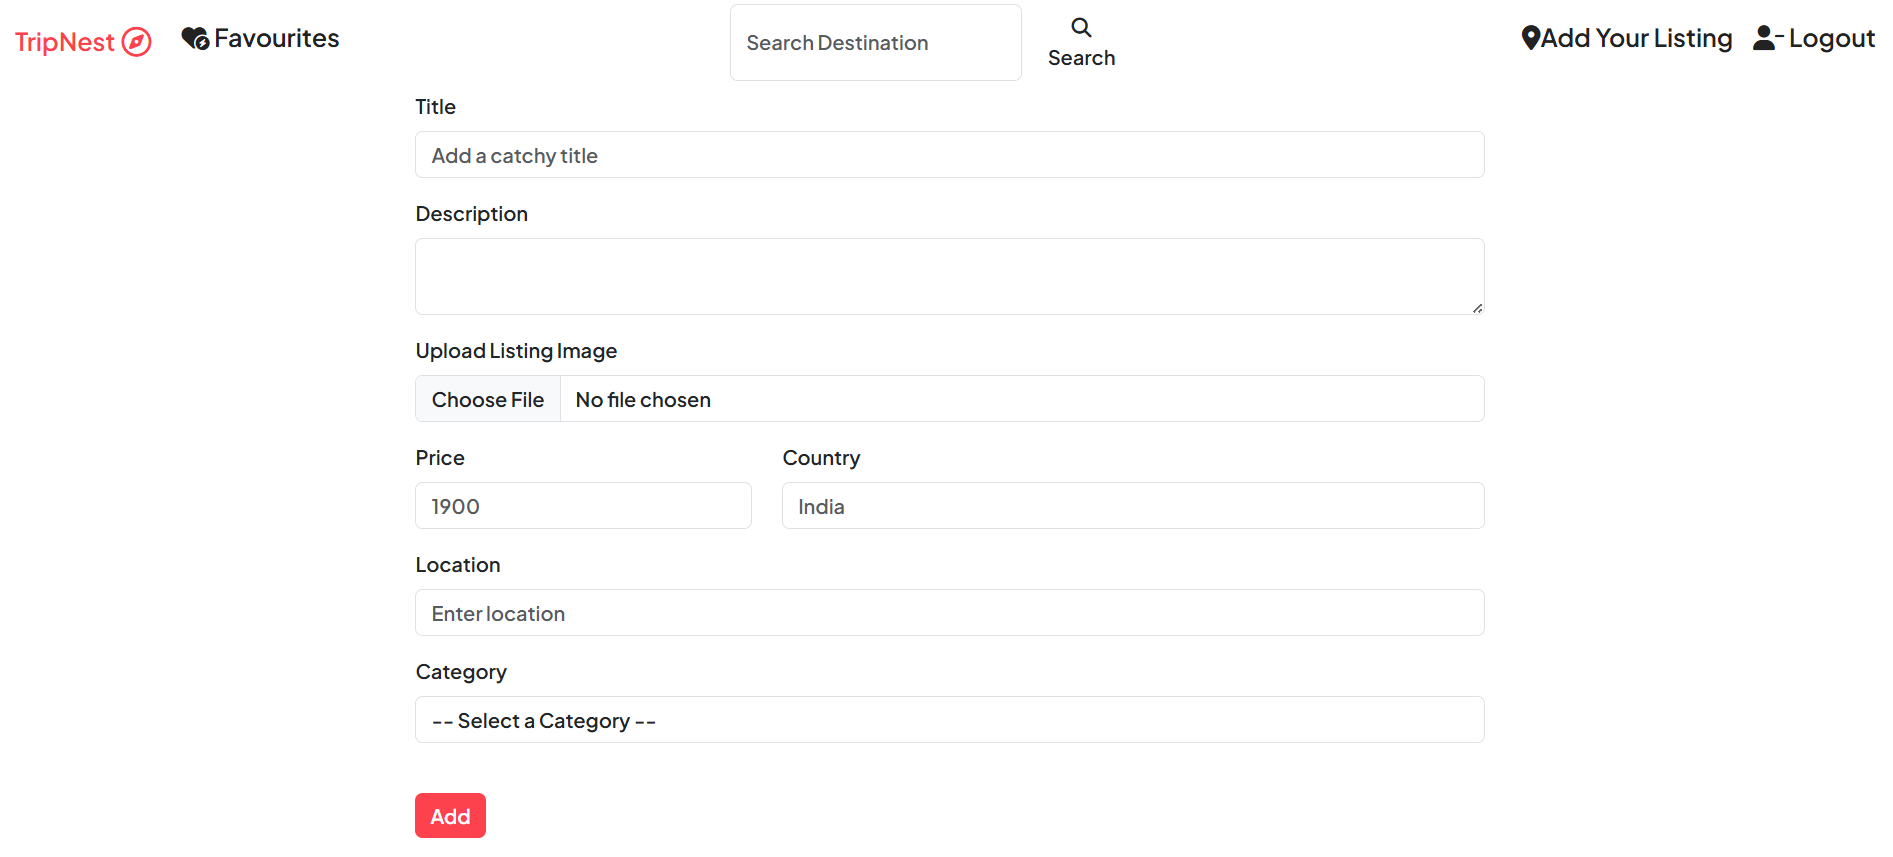 TripNest
Favourites
Search Destination
Search
Add Your Listing
Logout
Title
Add a catchy title
Description
Upload Listing Image
Choose File No file chosen
Price
Country
1900
India
Location
Enter location
Category
-- Select a Category --
Add